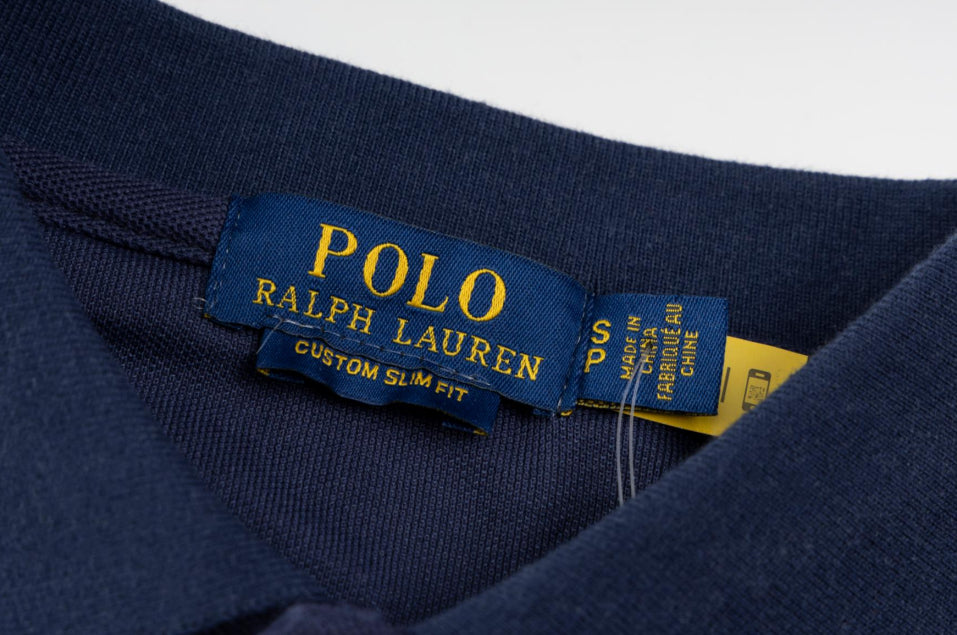 POLO
RALPH LAUREN
CUSTOM SLIM FIT
S
P
MADE IN
CHINA
FABRIQUÉ AU
CHINE